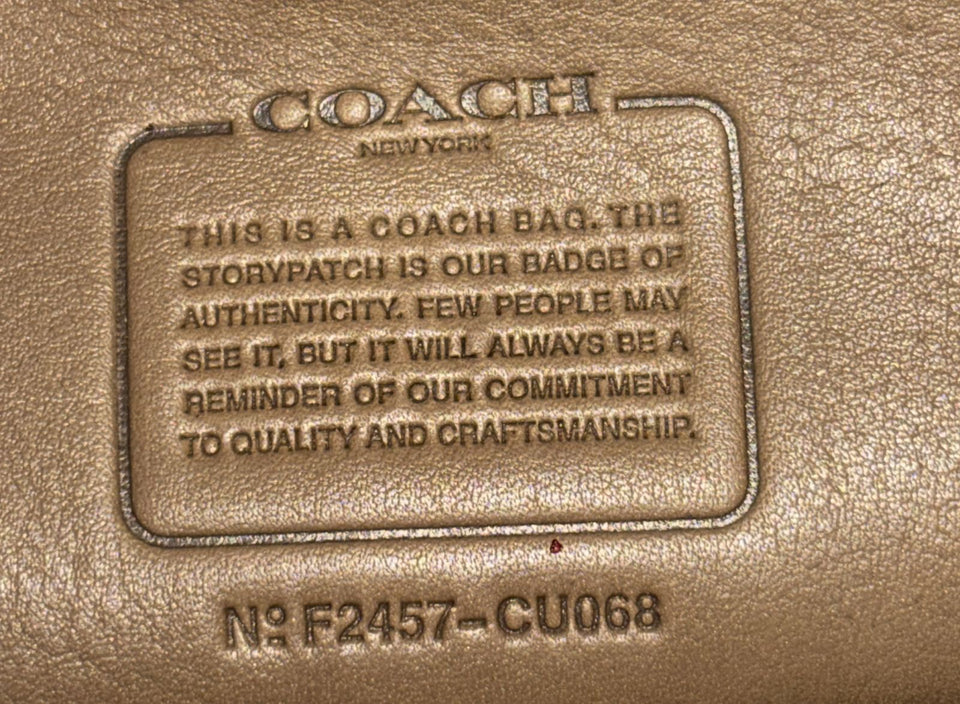 COACH
NEW YORK
THIS IS A COACH BAG. THE
STORYPATCH IS OUR BADGE OF
AUTHENTICITY. FEW PEOPLE MAY
SEE IT, BUT IT WILL ALWAYS BE A
REMINDER OF OUR COMMITMENT
TO QUALITY AND CRAFTSMANSHIP.
Nº F2457-CU068